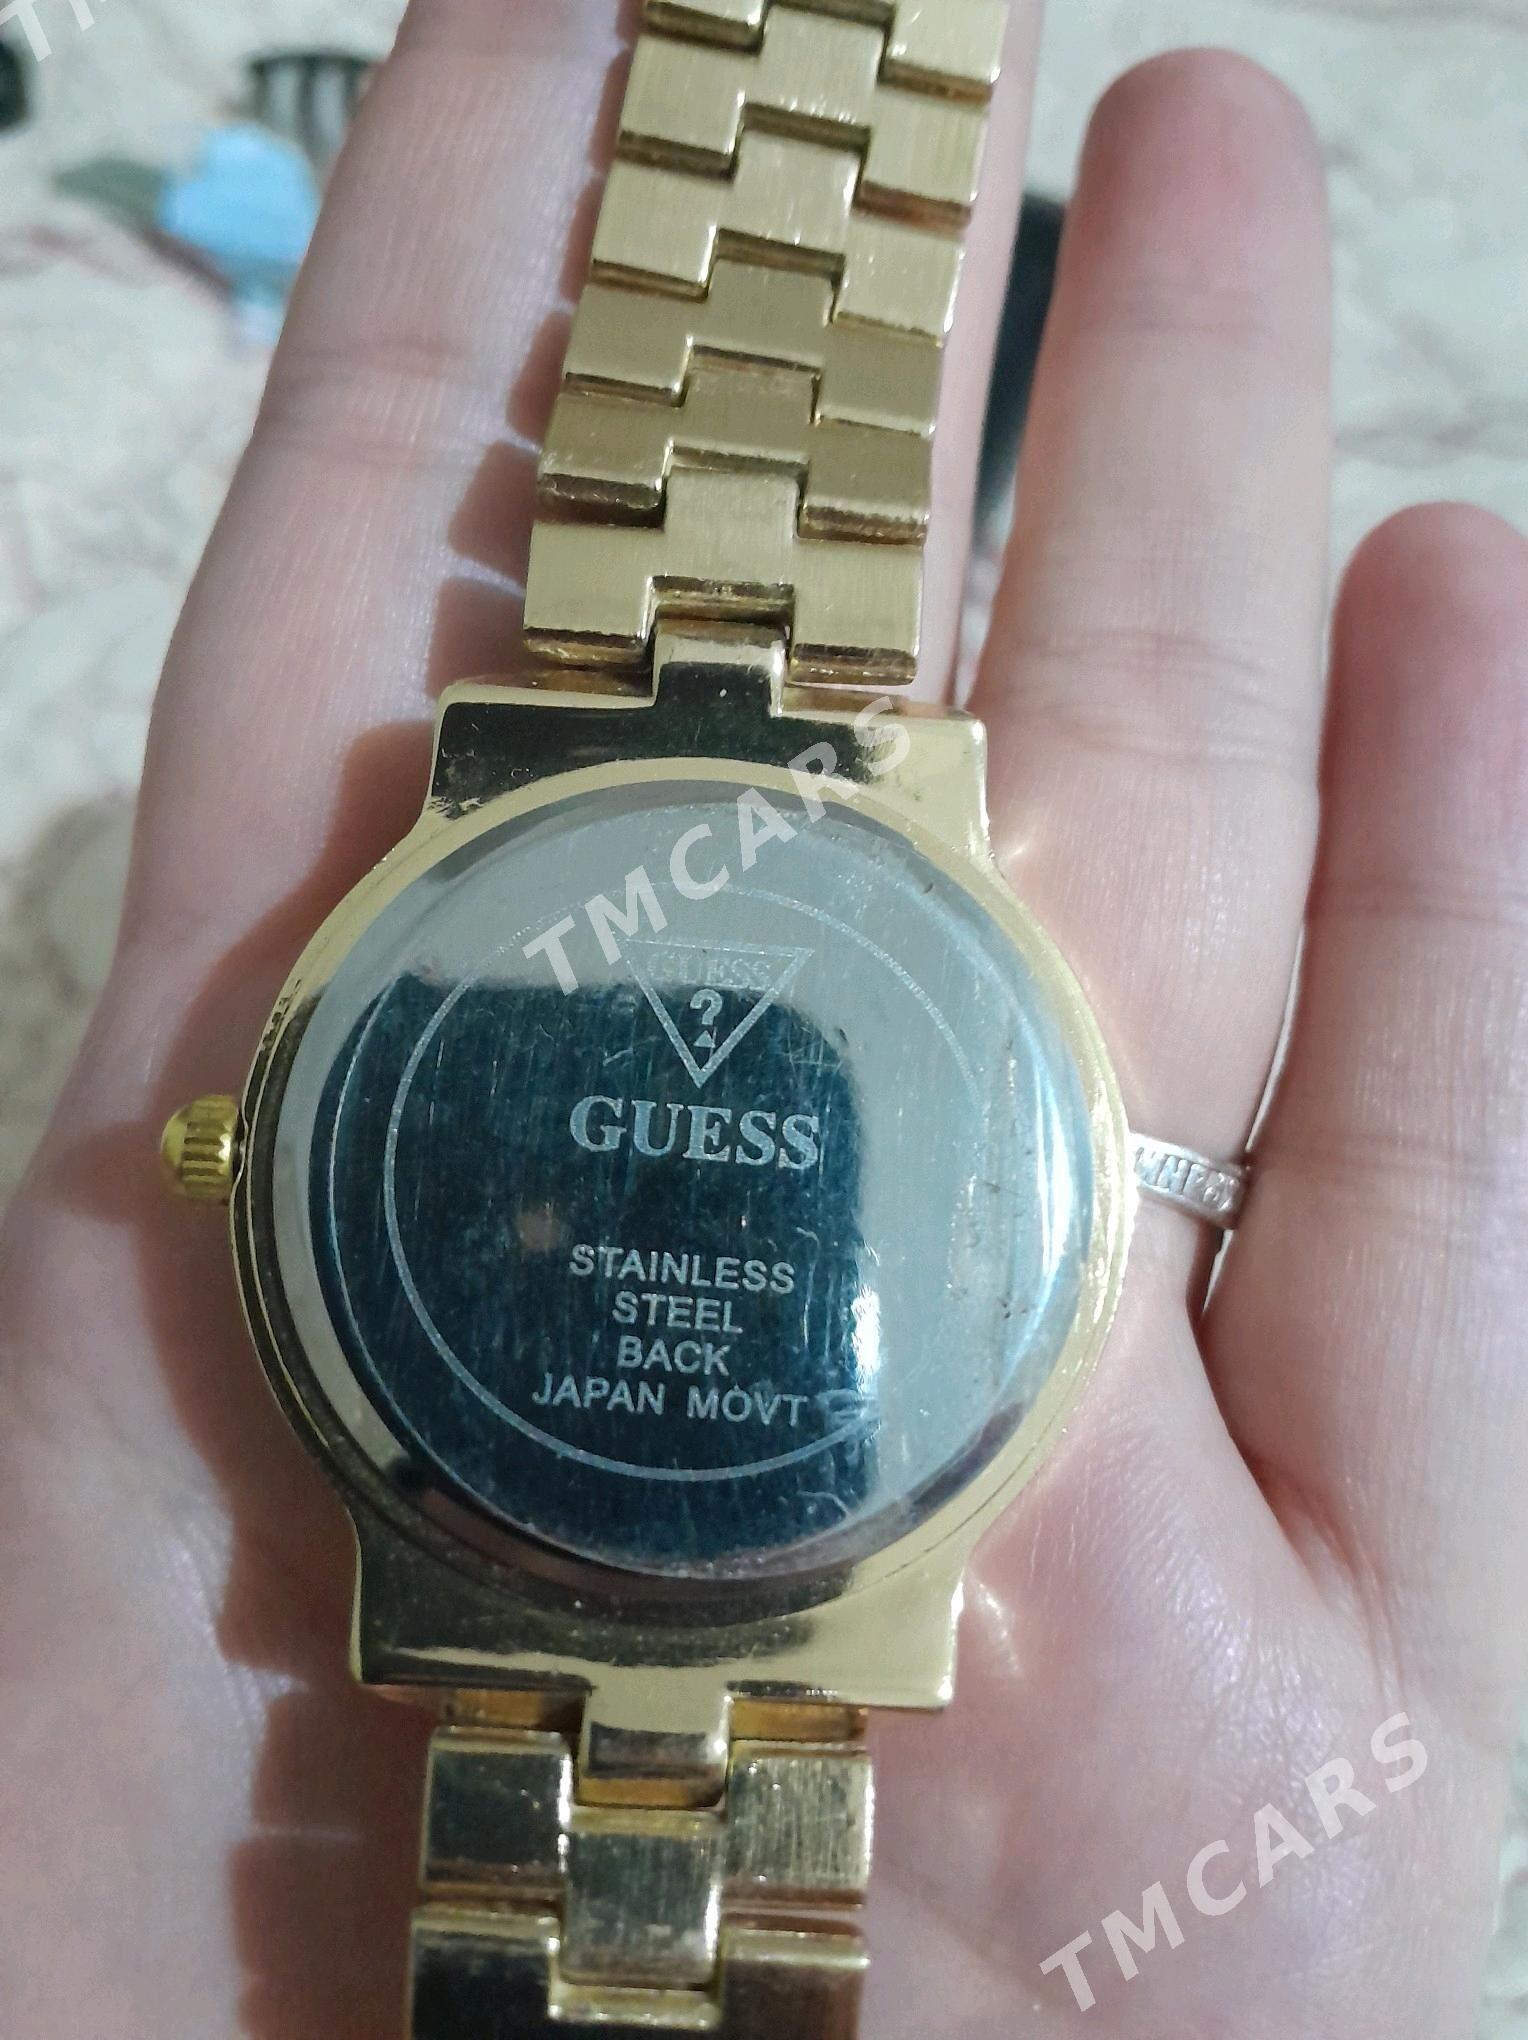 TMCARS
GUESS
?
GUESS
STAINLESS
STEEL
BACK
JAPAN MOVT
TMCARS